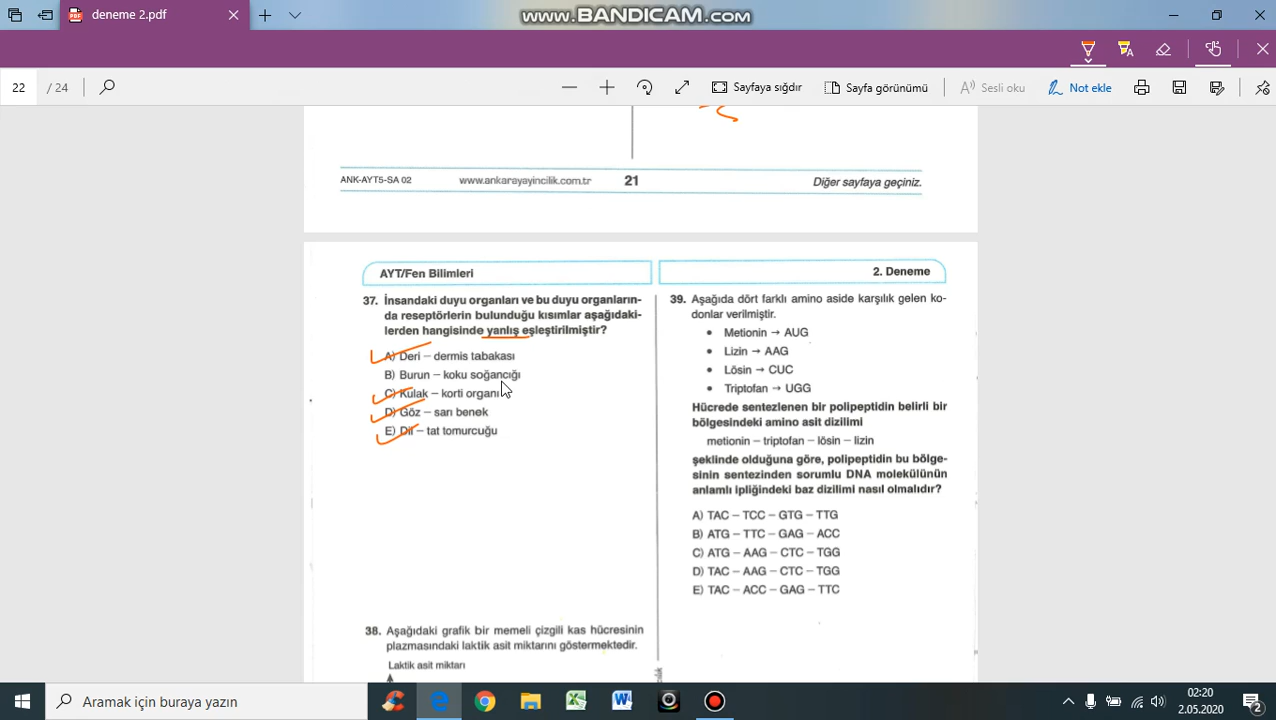 deneme 2.pdf
www.BANDICAM.com
22 / 24
Sayfaya sığdır
Sayfa görünümü
Sesli oku
Not ekle
ANK-AYT5-SA 02
www.ankarayayincilik.com.tr
21
Diğer sayfaya geçiniz.
AYT/Fen Bilimleri
37. İnsandaki duyu organları ve bu duyu organların-
da reseptörlerin bulunduğu kısımlar aşağıdaki-
lerden hangisinde yanlış eşleştirilmiştir?
A) Deri – dermis tabakası
B) Burun – koku soğancığı
C) Kulak – korti organı
D) Göz – sarı benek
E) Dil – tat tomurcuğu
38. Aşağıdaki grafik bir memeli çizgili kas hücresinin
plazmasındaki laktik asit miktarını göstermektedir.
Laktik asit miktarı
2. Deneme
39. Aşağıda dört farklı amino aside karşılık gelen ko-
donlar verilmiştir.
• Metionin → AUG
• Lizin → AAG
• Lösin → CUC
• Triptofan → UGG
Hücrede sentezlenen bir polipeptidin belirli bir
bölgesindeki amino asit dizilimi
metionin – triptofan – lösin – lizin
şeklinde olduğuna göre, polipeptidin bu bölge-
sinin sentezinden sorumlu DNA molekülünün
anlamlı ipliğindeki baz dizilimi nasıl olmalıdır?
A) TAC – TCC – GTG – TTG
B) ATG – TTC – GAG – ACC
C) ATG – AAG – CTC – TGG
D) TAC – AAG – CTC – TGG
E) TAC – ACC – GAG – TTC
Aramak için buraya yazın
02:20
2.05.2020
2